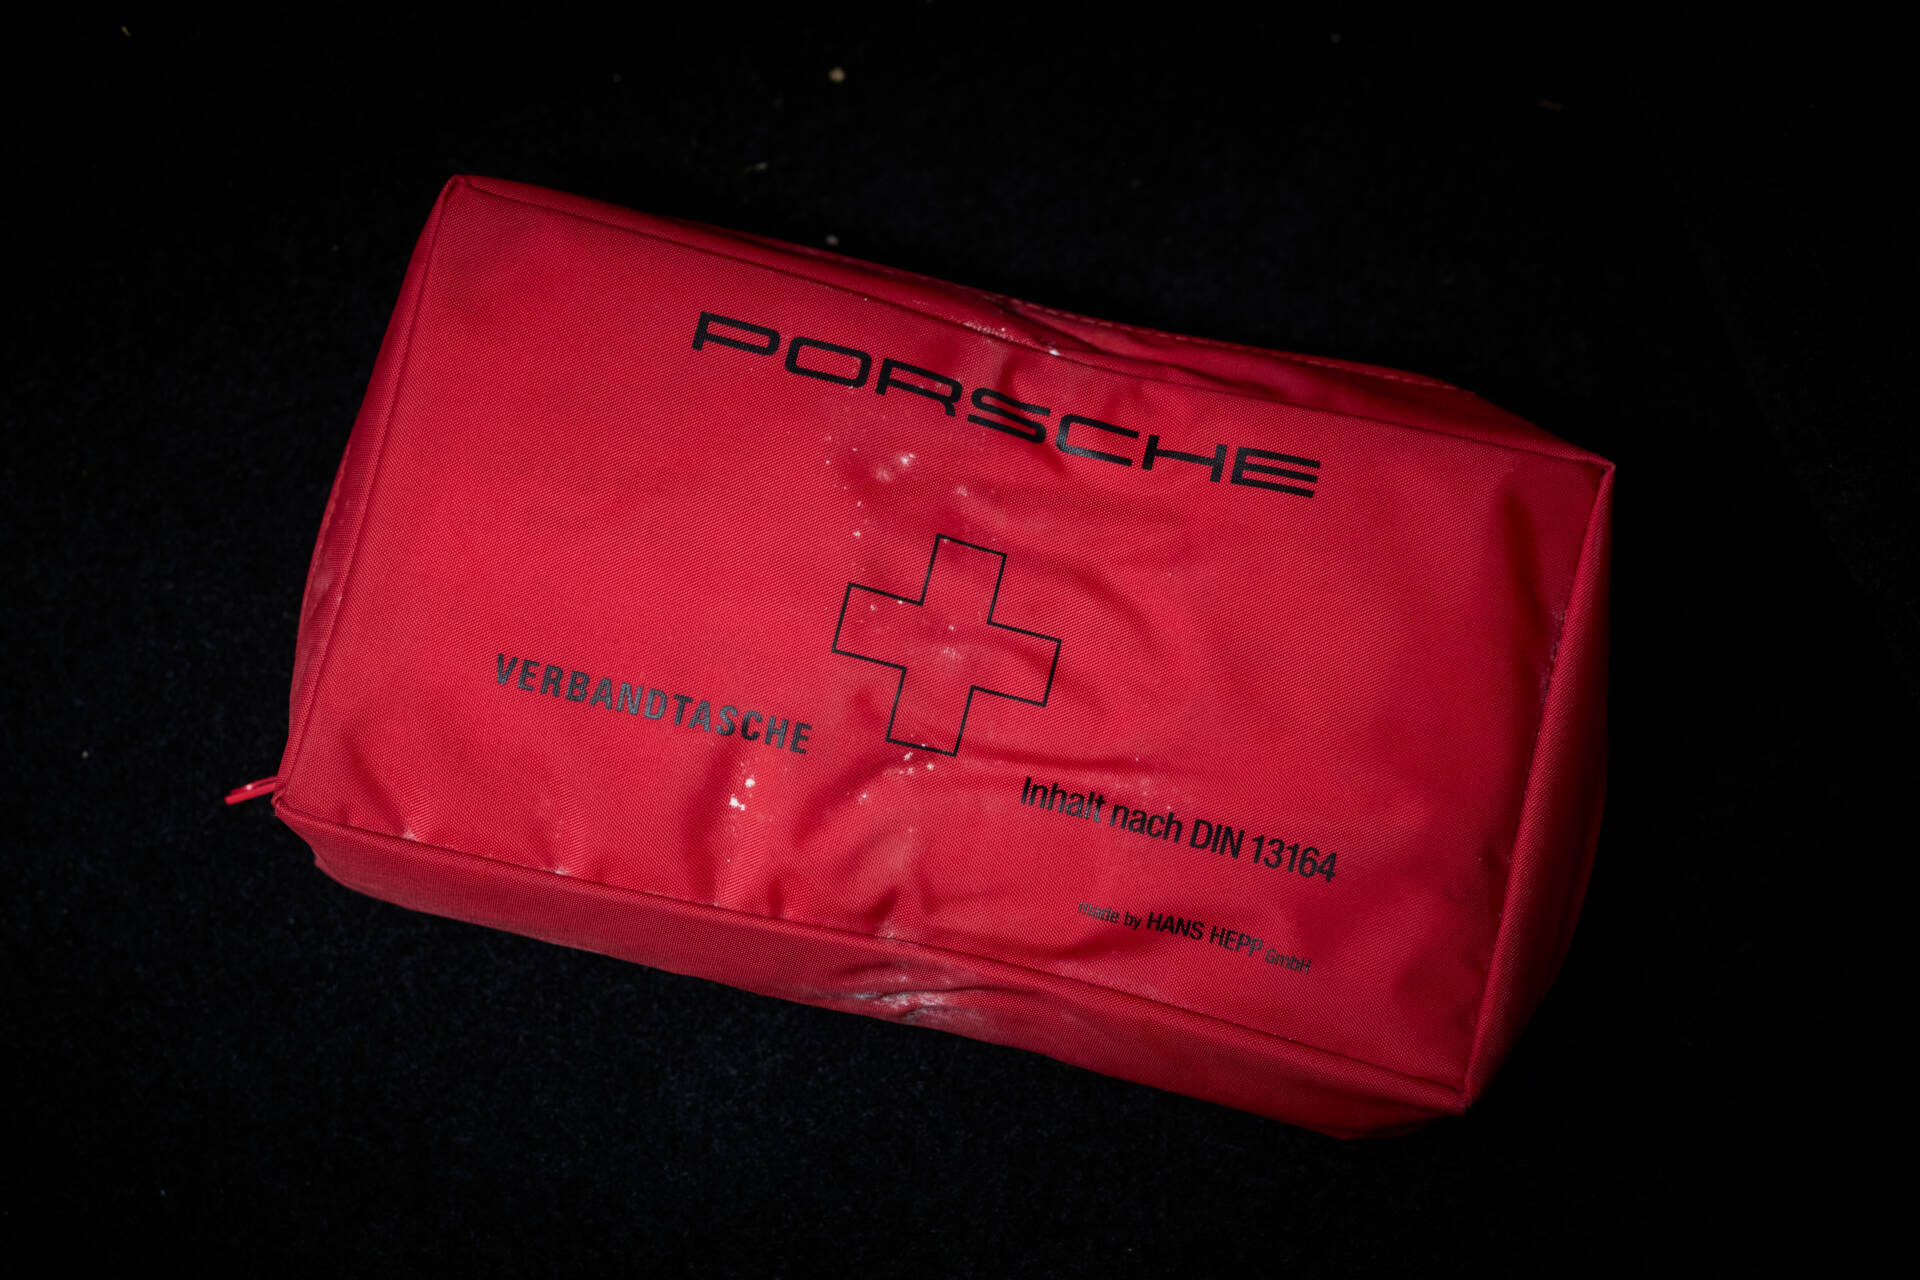 PORSCHE
VERBANDTASCHE
Inhalt nach DIN 13164
made by HANS HEPP GmbH